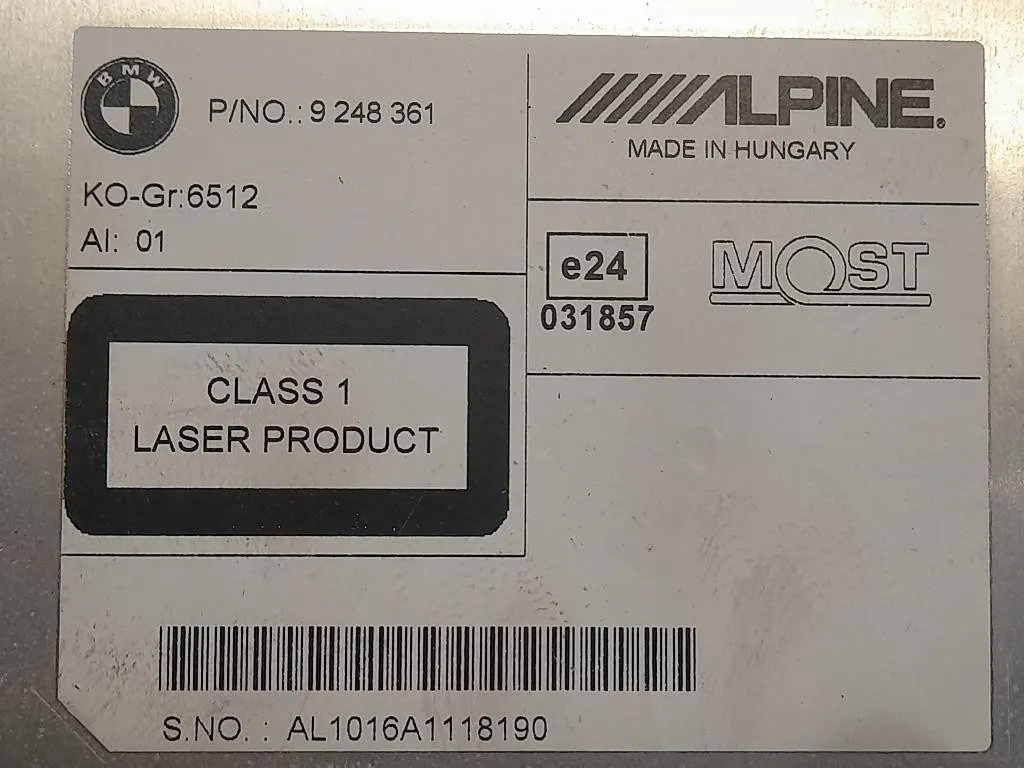 BMW
P/NO.: 9 248 361
KO-Gr:6512
AI: 01
ALPINE®
MADE IN HUNGARY
e24
031857
MOST
CLASS 1
LASER PRODUCT
S.NO. : AL1016A1118190